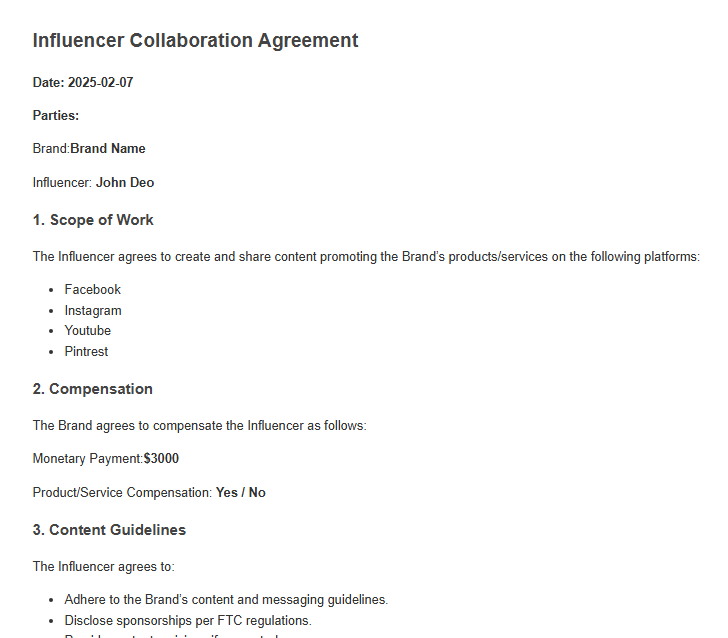 Influencer Collaboration Agreement
Date: 2025-02-07
Parties:
Brand:Brand Name
Influencer: John Deo
1. Scope of Work
The Influencer agrees to create and share content promoting the Brand’s products/services on the following platforms:
• Facebook
• Instagram
• Youtube
• Pintrest
2. Compensation
The Brand agrees to compensate the Influencer as follows:
Monetary Payment:$3000
Product/Service Compensation: Yes / No
3. Content Guidelines
The Influencer agrees to:
• Adhere to the Brand’s content and messaging guidelines.
• Disclose sponsorships per FTC regulations.